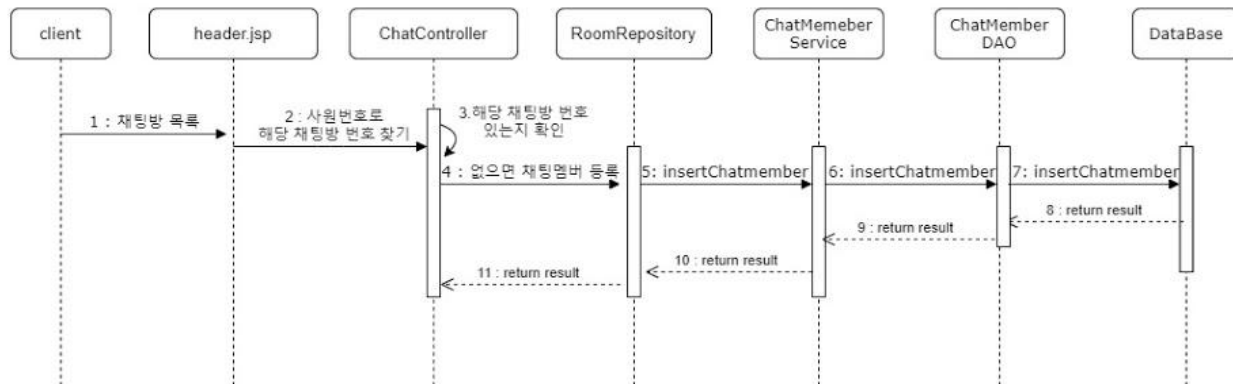 client
header.jsp
ChatController
RoomRepository
ChatMemeber
Service
ChatMember
DAO
DataBase
1 : 채팅방 목록
2 : 사원번호로
해당 채팅방 번호 찾기
3.해당 채팅방 번호
있는지 확인
4 : 없으면 채팅멤버 등록
5: insertChatmember
6: insertChatmember
7: insertChatmember
8 : return result
9 : return result
10 : return result
11 : return result